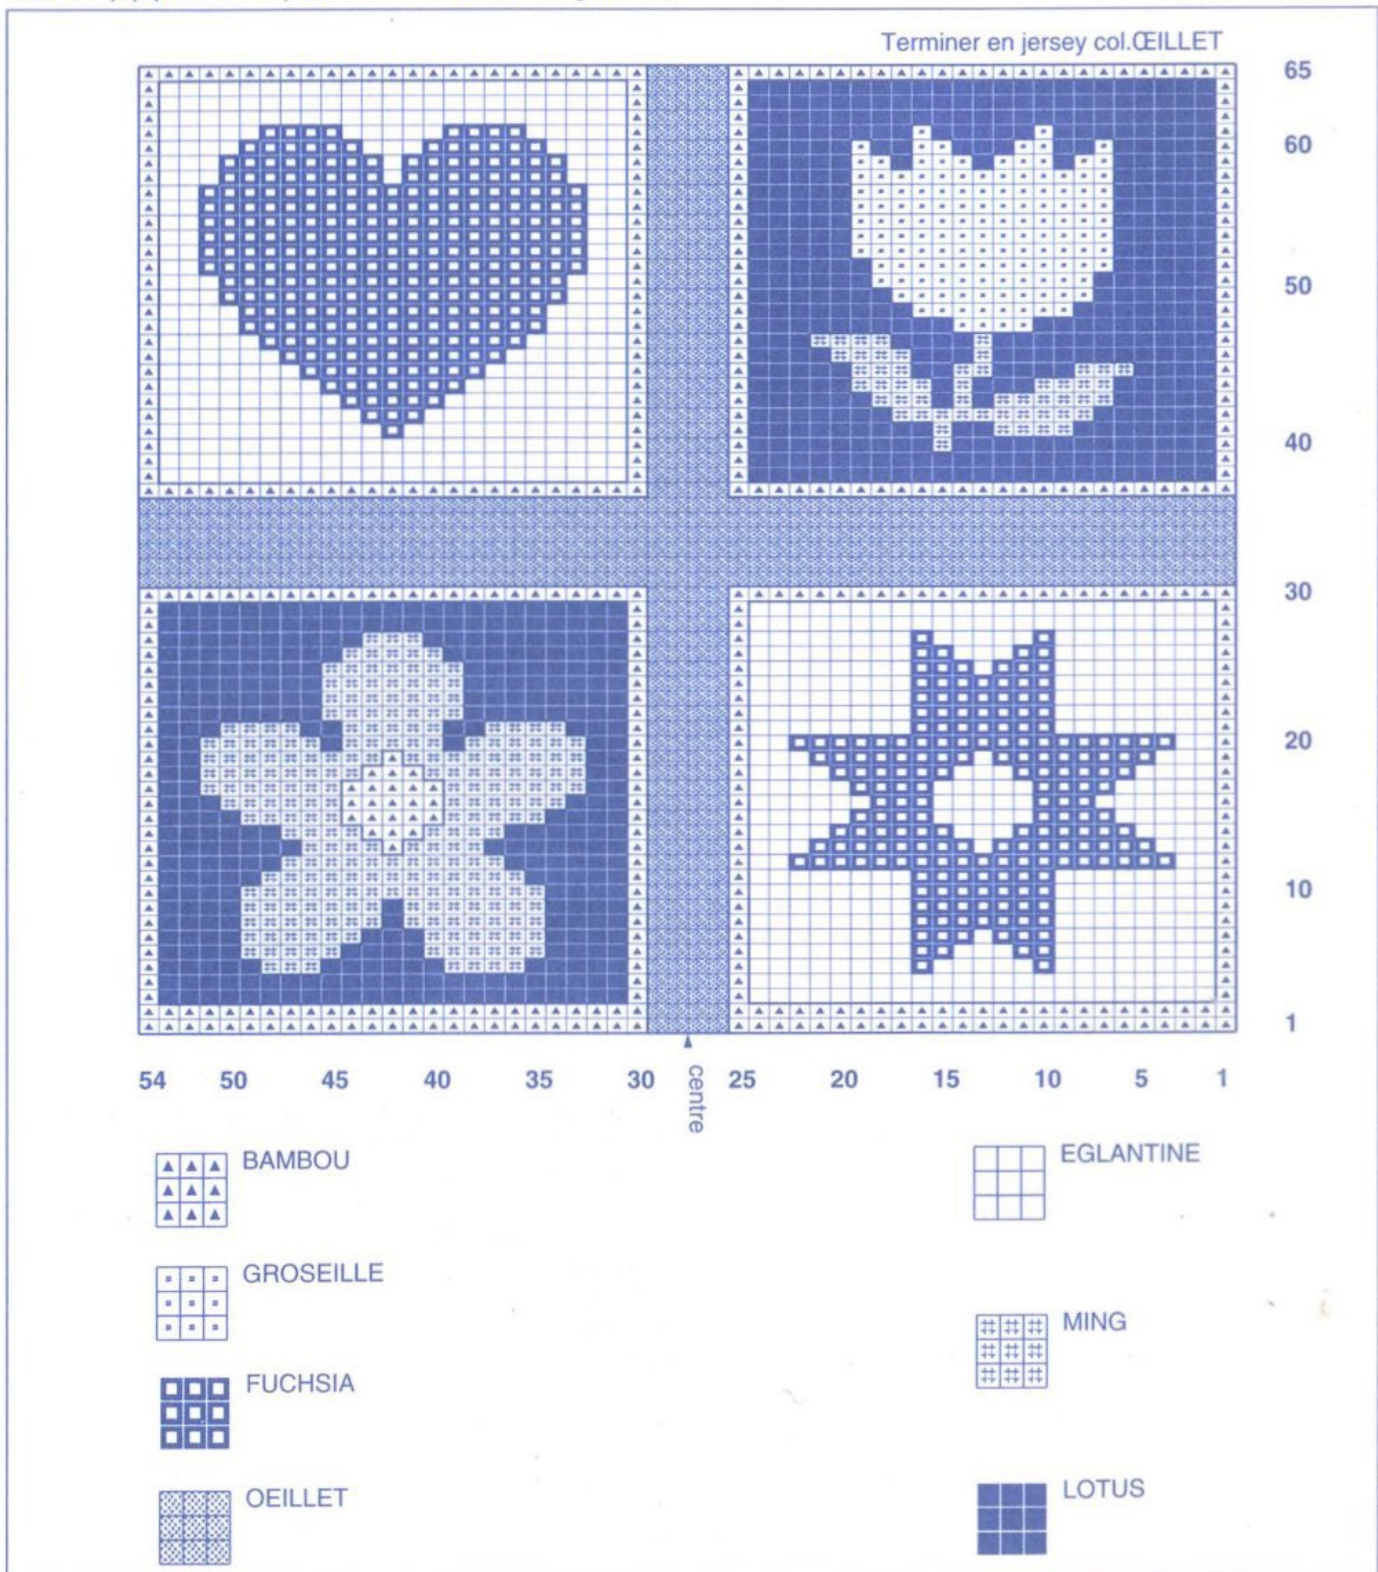 Terminer en jersey col.ŒILLET
65
60
50
40
30
20
10
1
54 50 45 40 35 30 25 20 15 10 5 1
centre
BAMBOU
EGLANTINE
GROSEILLE
MING
FUCHSIA
OEILLET
LOTUS